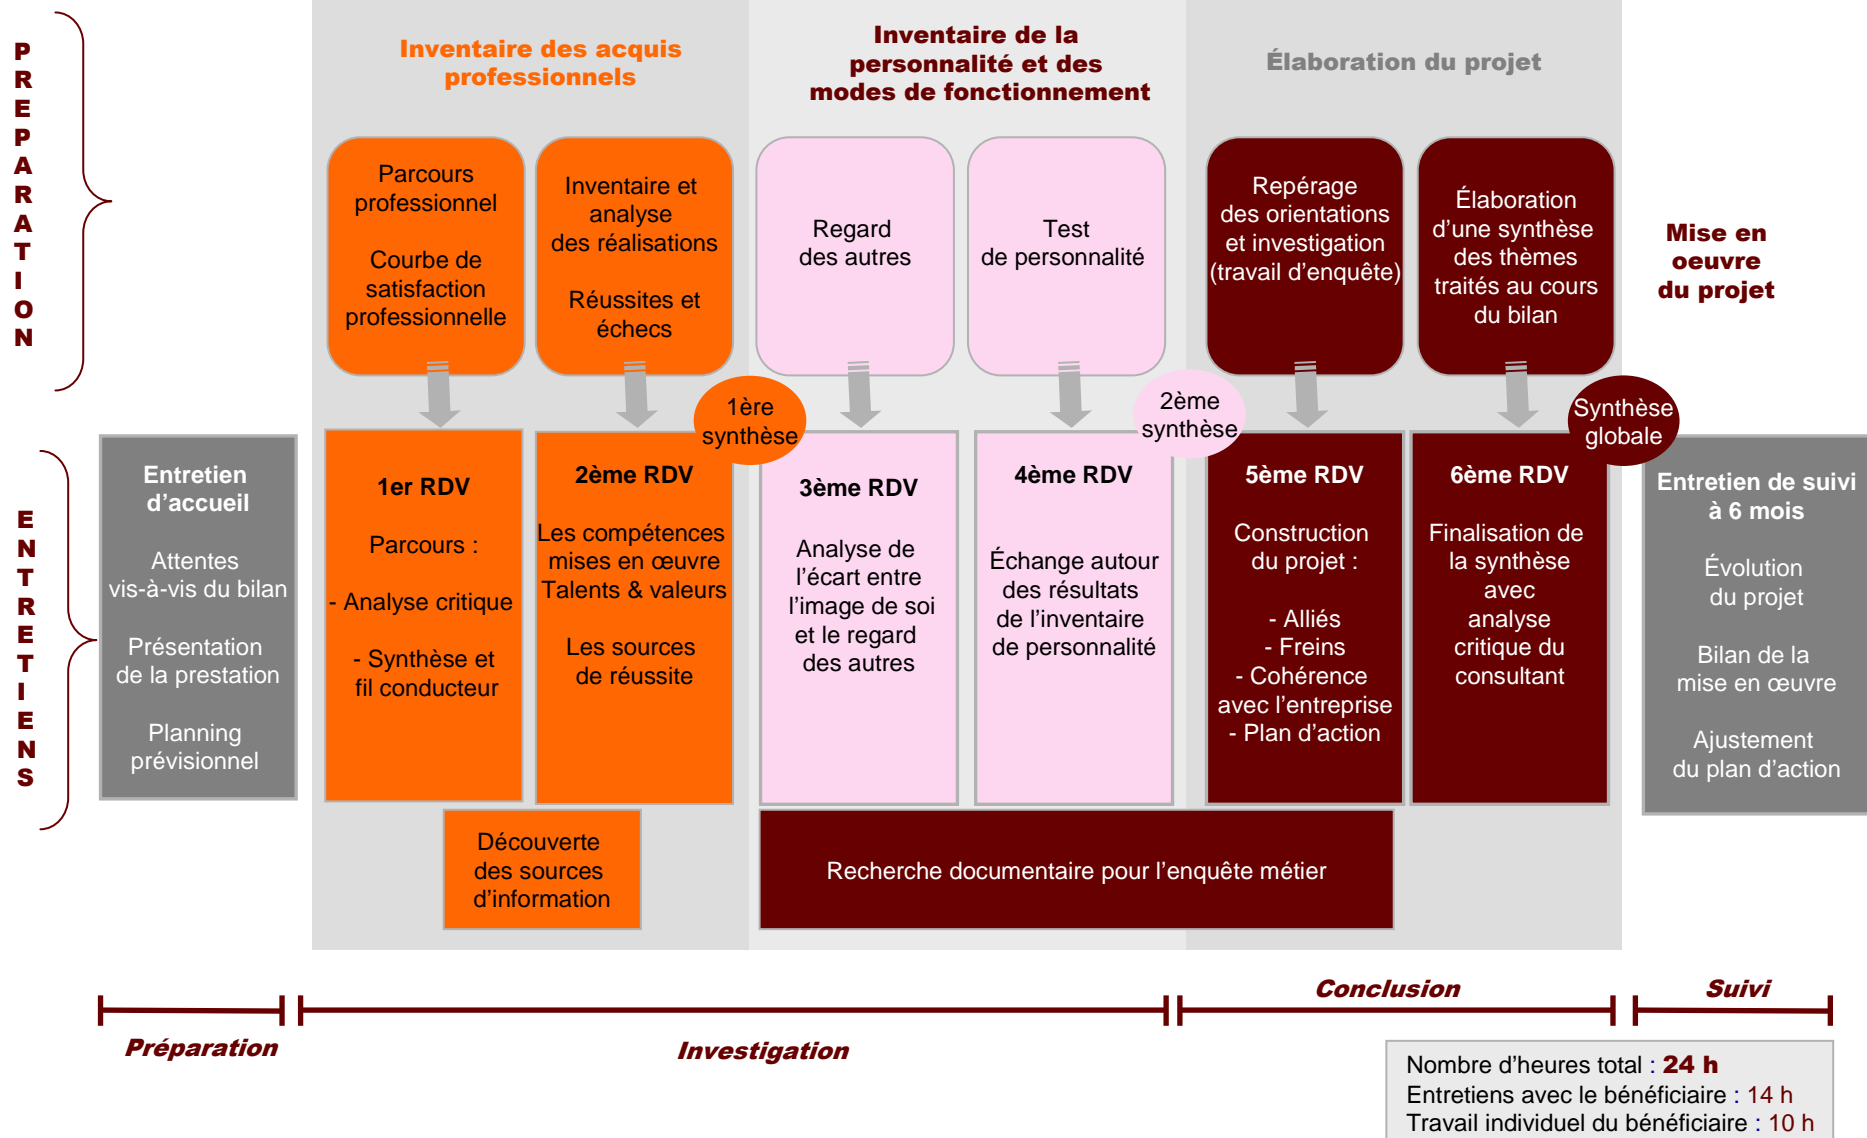 PREPARATION
Inventaire des acquis
professionnels
Inventaire de la
personnalité et des
modes de fonctionnement
Élaboration du projet
Parcours
professionnel
Courbe de
satisfaction
professionnelle
Inventaire et
analyse
des réalisations
Réussites et
échecs
Regard
des autres
Test
de personnalité
Repérage
des orientations
et investigation
(travail d’enquête)
Élaboration
d’une synthèse
des thèmes
traités au cours
du bilan
Mise en
oeuvre
du projet
1ère
synthèse
2ème
synthèse
Synthèse
globale
ENTRETIENS
Entretien
d’accueil
Attentes
vis-à-vis du bilan
Présentation
de la prestation
Planning
prévisionnel
1er RDV
Parcours :
- Analyse critique
- Synthèse et
fil conducteur
2ème RDV
Les compétences
mises en œuvre
Talents & valeurs
Les sources
de réussite
3ème RDV
Analyse de
l’écart entre
l’image de soi
et le regard
des autres
4ème RDV
Échange autour
des résultats
de l’inventaire
de personnalité
5ème RDV
Construction
du projet :
- Alliés
- Freins
- Cohérence
avec l’entreprise
- Plan d’action
6ème RDV
Finalisation de
la synthèse
avec
analyse
critique du
consultant
Entretien de suivi
à 6 mois
Évolution
du projet
Bilan de la
mise en œuvre
Ajustement
du plan d’action
Découverte
des sources
d’information
Recherche documentaire pour l’enquête métier
Préparation
Investigation
Conclusion
Suivi
Nombre d’heures total : 24 h
Entretiens avec le bénéficiaire : 14 h
Travail individuel du bénéficiaire : 10 h